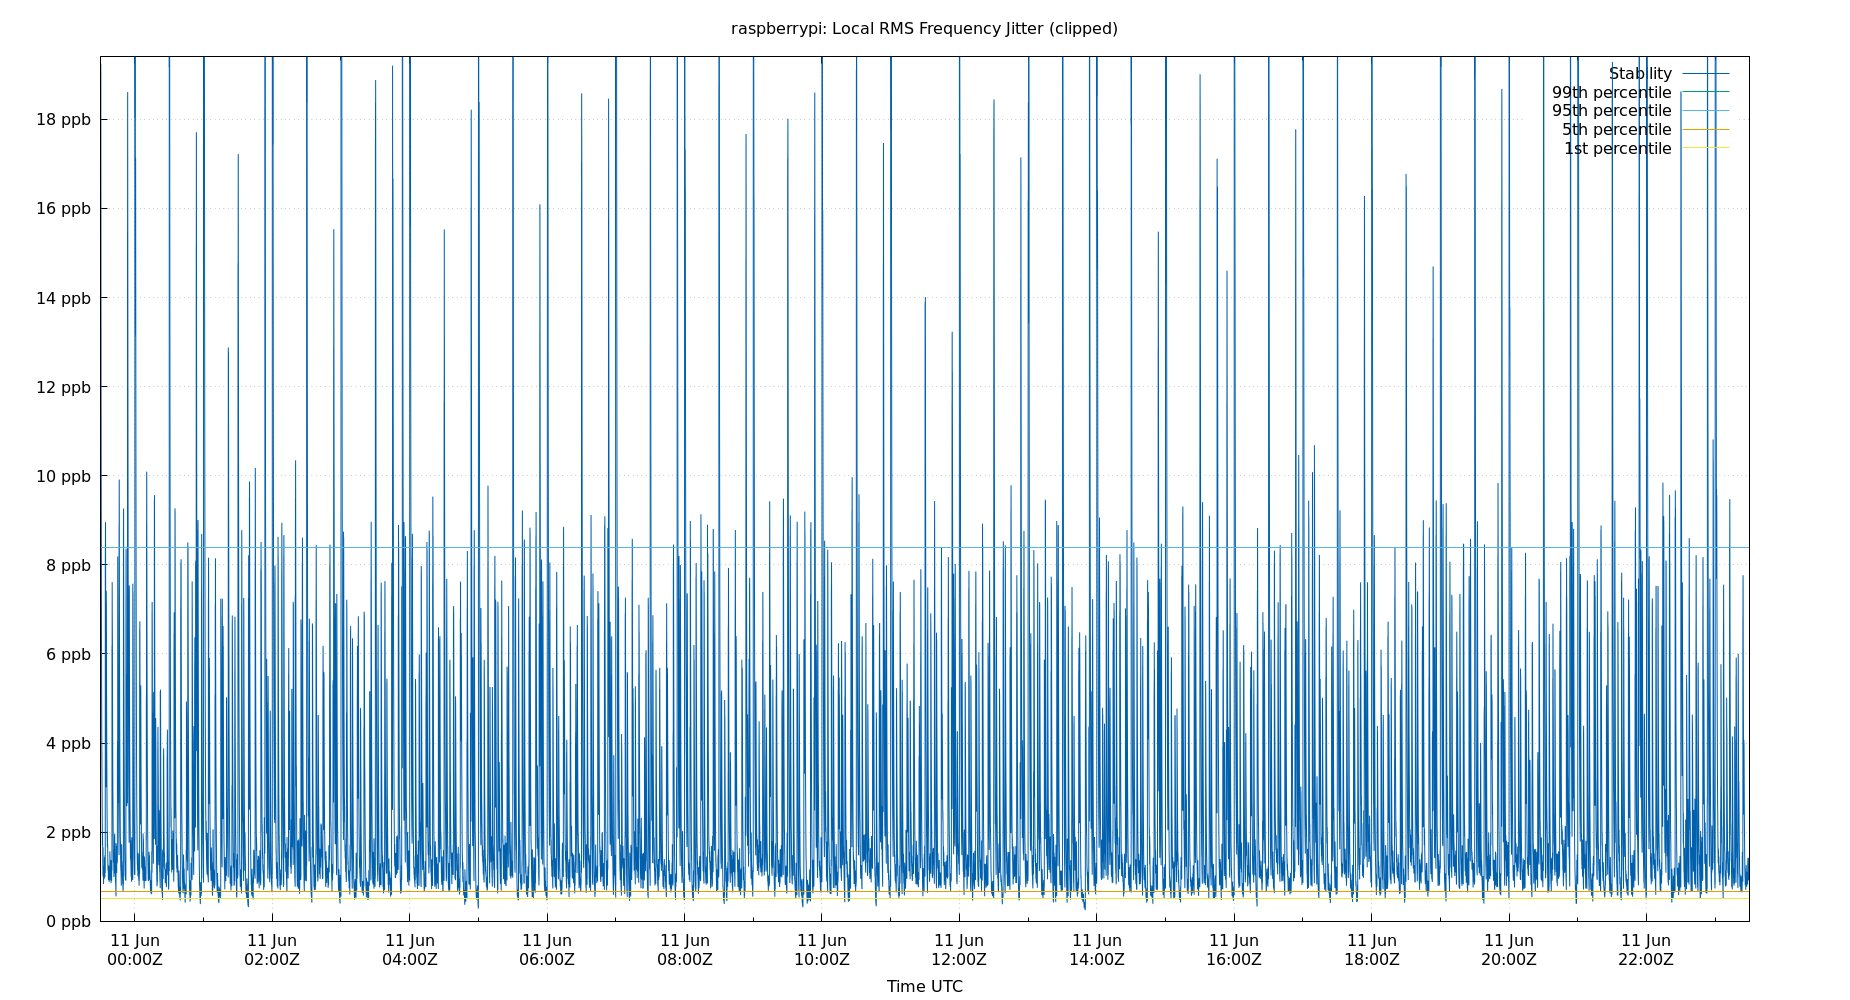 raspberrypi: Local RMS Frequency Jitter (clipped)
Stability
99th percentile
95th percentile
5th percentile
1st percentile
18 ppb
16 ppb
14 ppb
12 ppb
10 ppb
8 ppb
6 ppb
4 ppb
2 ppb
0 ppb
11 Jun 11 Jun 11 Jun 11 Jun 11 Jun 11 Jun 11 Jun 11 Jun 11 Jun 11 Jun 11 Jun 11 Jun
00:00Z 02:00Z 04:00Z 06:00Z 08:00Z 10:00Z 12:00Z 14:00Z 16:00Z 18:00Z 20:00Z 22:00Z
Time UTC